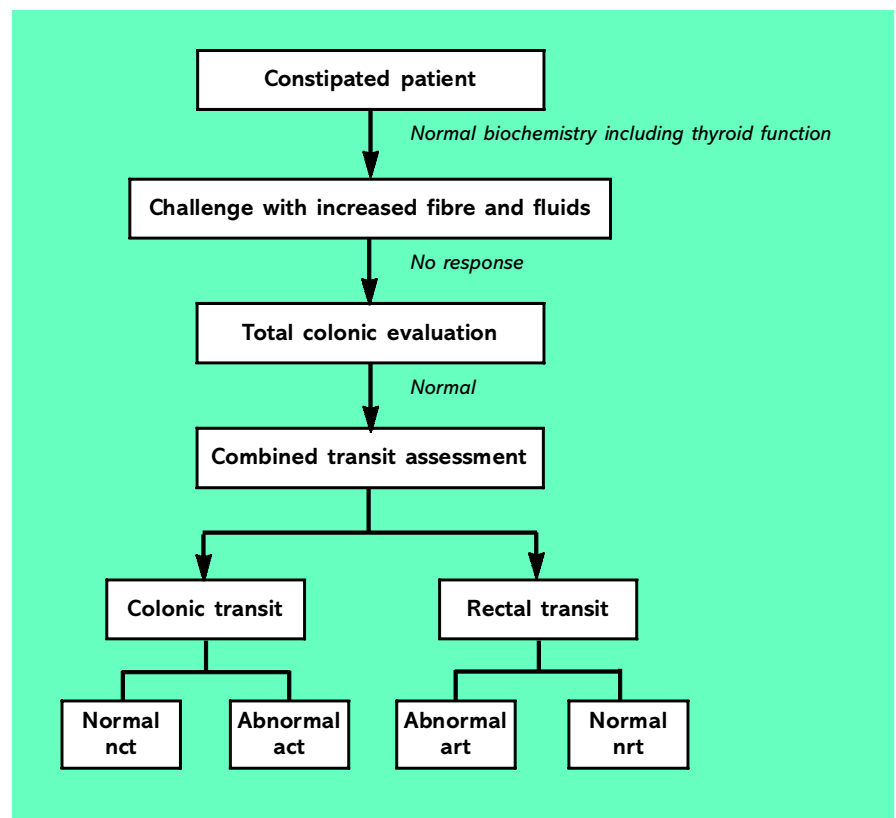 Constipated patient
Normal biochemistry including thyroid function
Challenge with increased fibre and fluids
No response
Total colonic evaluation
Normal
Combined transit assessment
Colonic transit
Rectal transit
Normal
nct
Abnormal
act
Abnormal
art
Normal
nrt